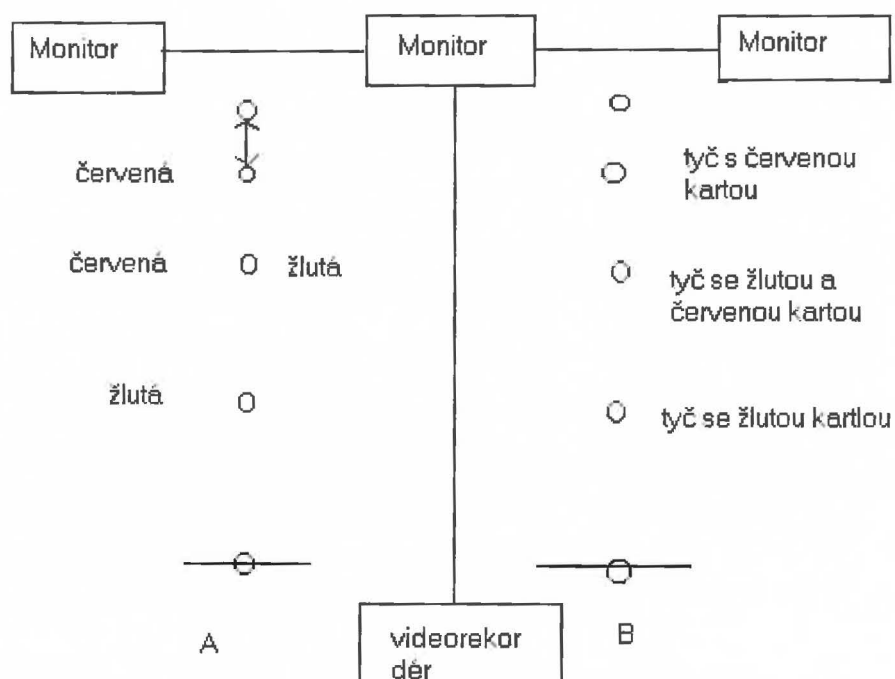 Monitor
Monitor
Monitor
červená
tyč s červenou
kartou
červená
žlutá
tyč se žlutou a
červenou kartou
žlutá
tyč se žlutou kartlou
A
videorekor
dér
B